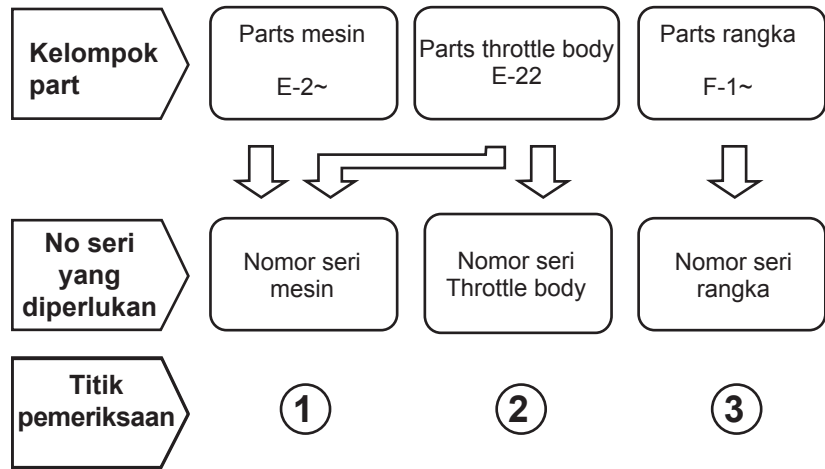 Kelompok
part
Parts mesin
E-2~
Parts throttle body
E-22
Parts rangka
F-1~
No seri
yang
diperlukan
Nomor seri
mesin
Nomor seri
Throttle body
Nomor seri
rangka
Titik
pemeriksaan
1
2
3